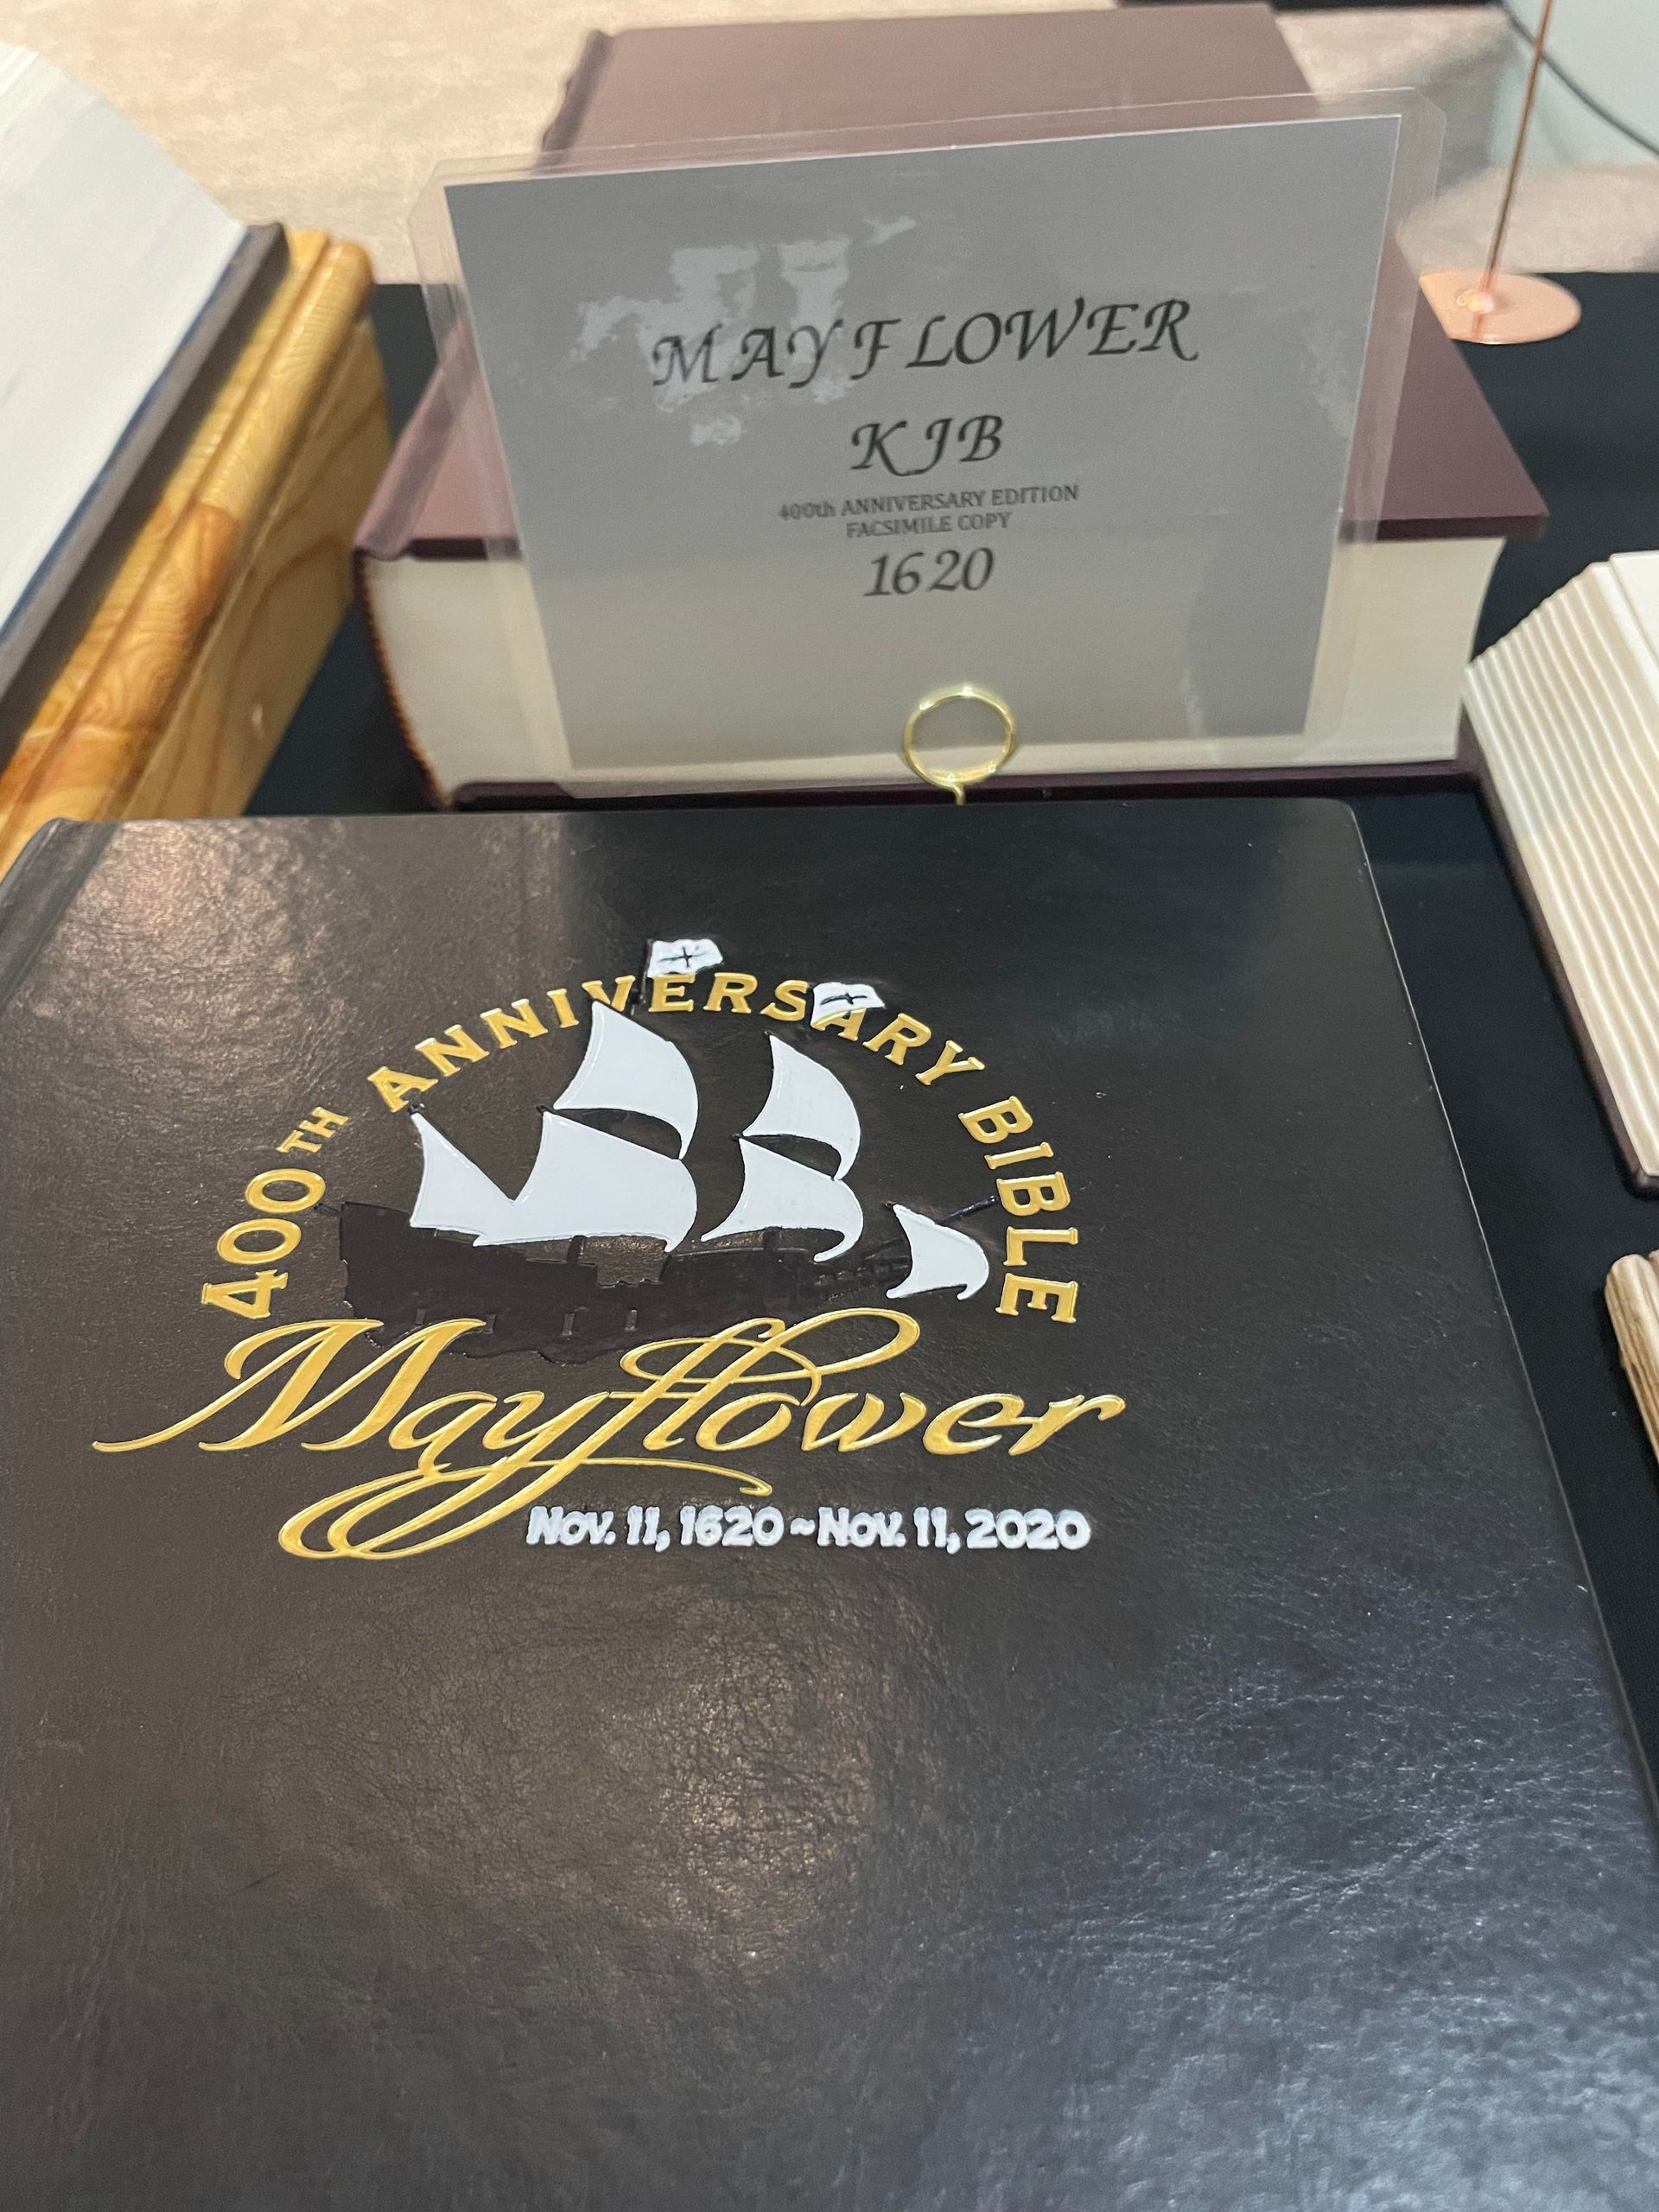 MAYFLOWER
KJB
400th ANNIVERSARY EDITION
FACSIMILE COPY
1620
400TH ANNIVERSARY BIBLE
Mayflower
Nov. 11, 1620 ~ Nov. 11, 2020